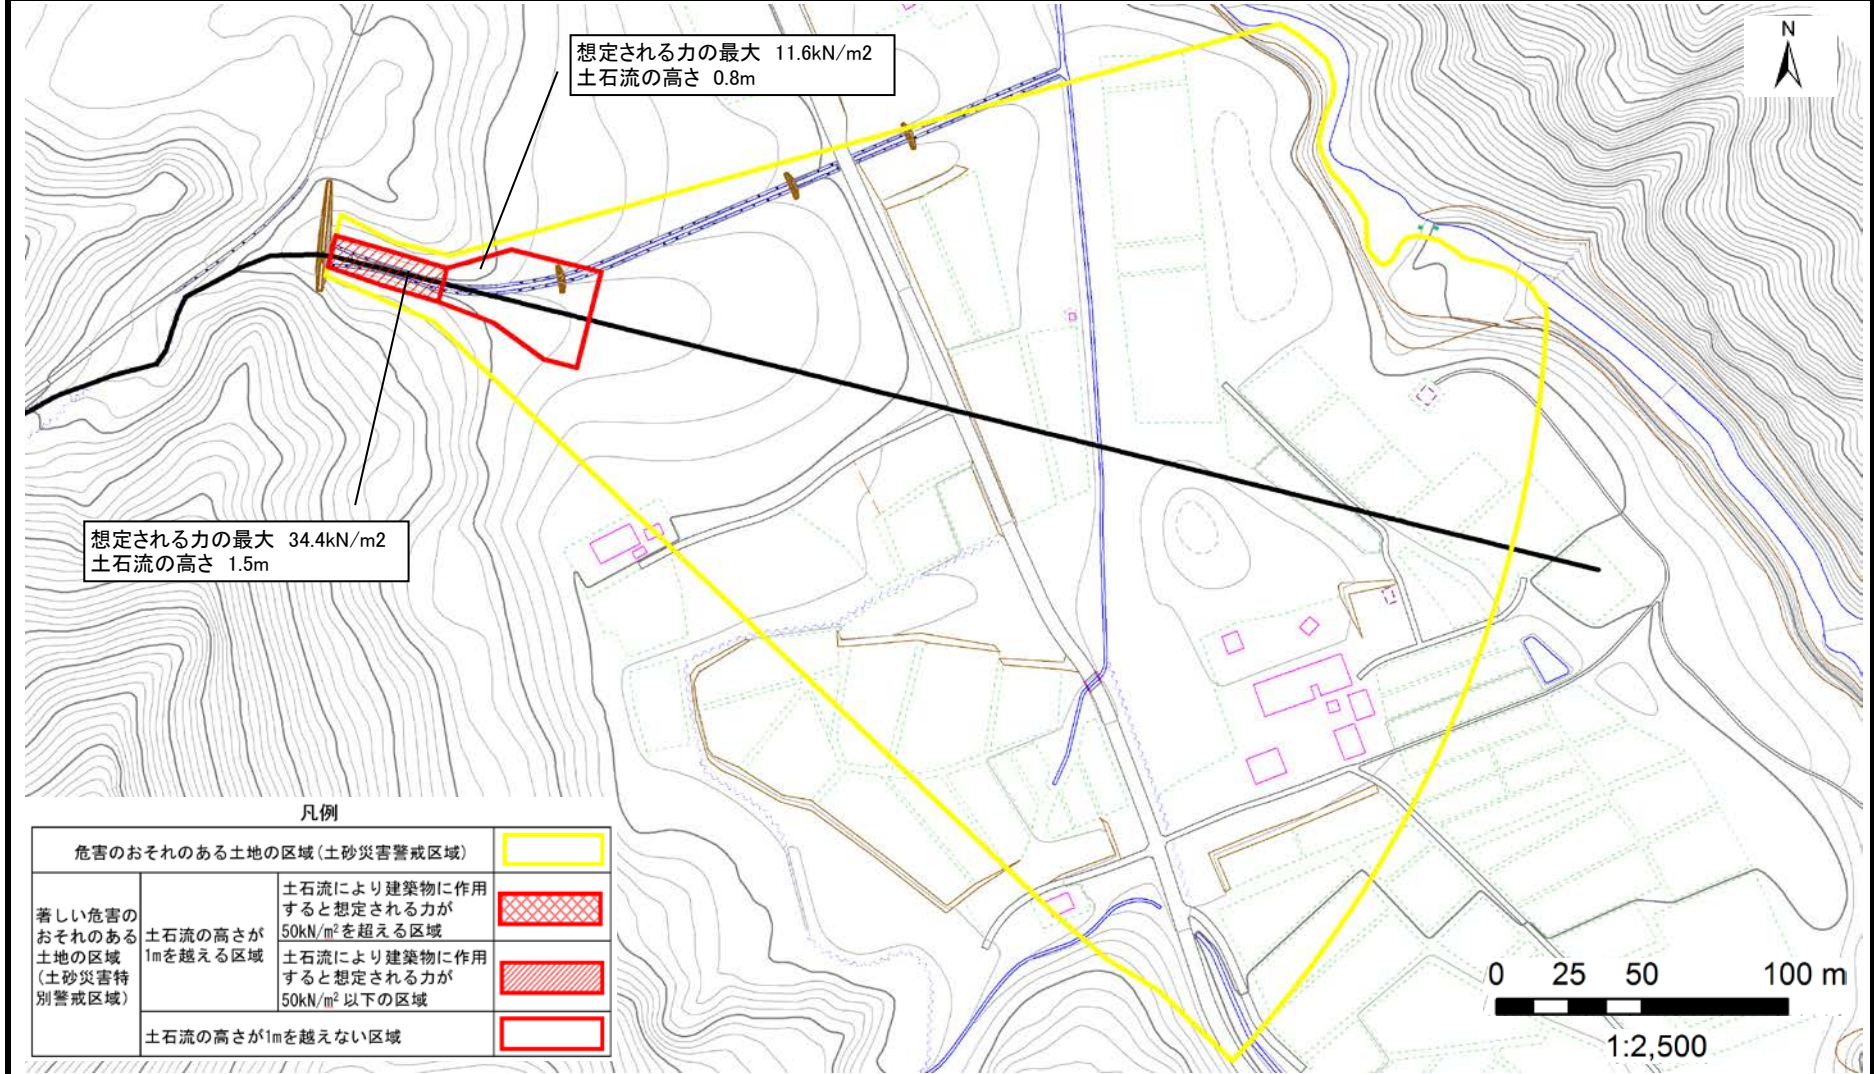 N
想定される力の最大 11.6kN/m2
土石流の高さ 0.8m
想定される力の最大 34.4kN/m2
土石流の高さ 1.5m
凡例
危害のおそれのある土地の区域(土砂災害警戒区域)
著しい危害の
おそれのある
土地の区域
(土砂災害特
別警戒区域)
土石流の高さが
1mを越える区域
土石流により建築物に作用
すると想定される力が
50kN/m²を超える区域
土石流により建築物に作用
すると想定される力が
50kN/m² 以下の区域
土石流の高さが1mを越えない区域
0 25 50 100 m
1:2,500